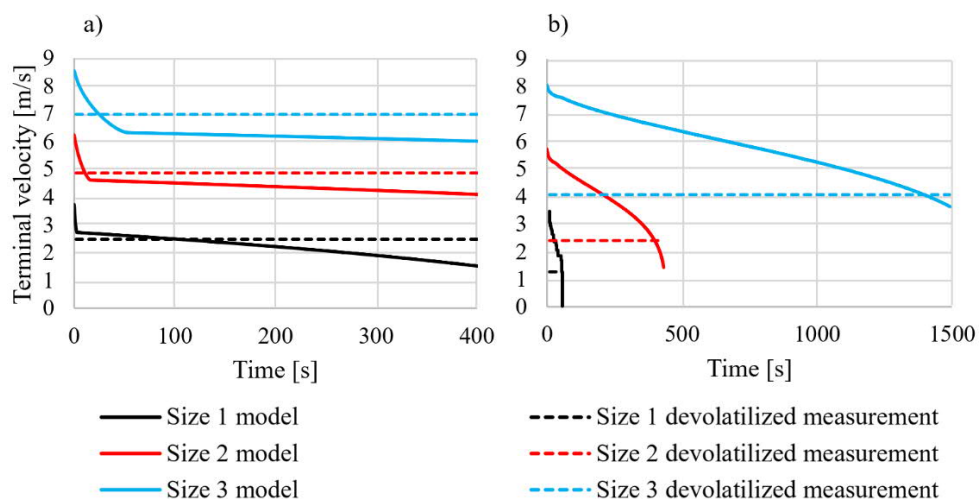 a)
b)
Terminal velocity [m/s]
9
8
7
6
5
4
3
2
1
0
0
100
200
300
400
Time [s]
9
8
7
6
5
4
3
2
1
0
0
500
1000
1500
Time [s]
Size 1 model
Size 2 model
Size 3 model
Size 1 devolatilized measurement
Size 2 devolatilized measurement
Size 3 devolatilized measurement